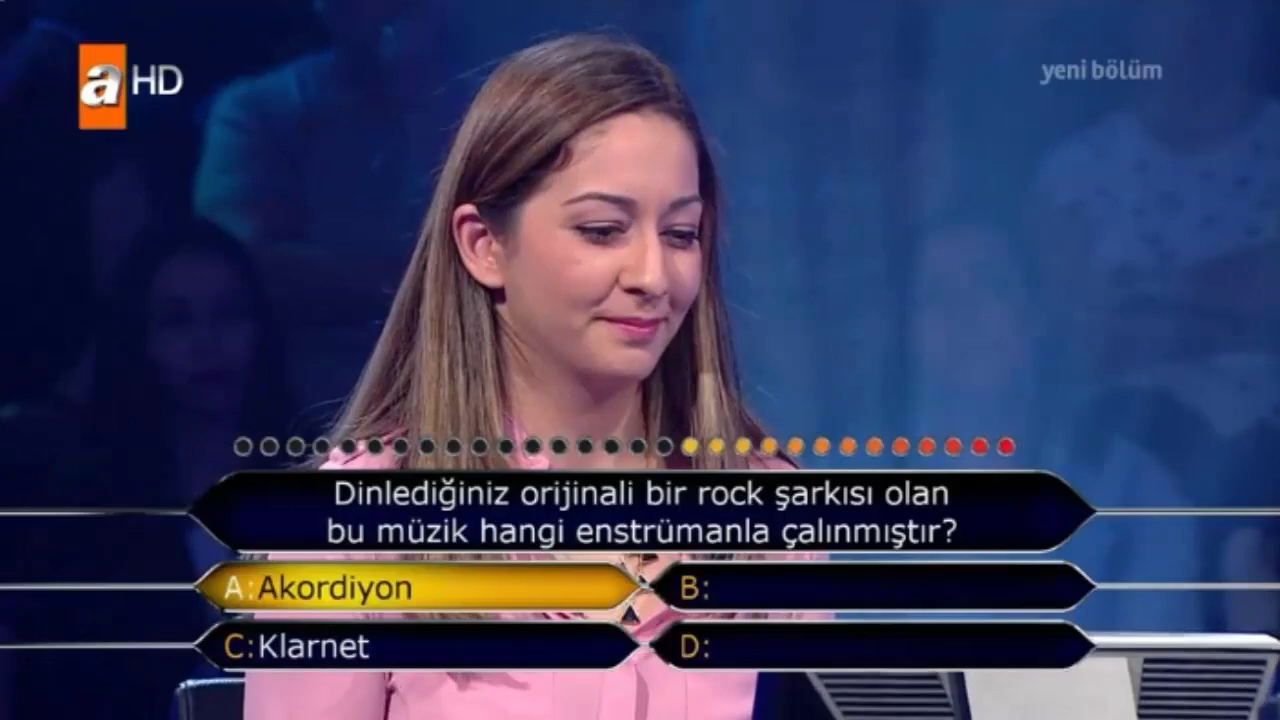 a HD
yeni bölüm
Dinlediğiniz orijinali bir rock şarkısı olan
bu müzik hangi enstrümanla çalınmıştır?
A:Akordiyon
B:
C:Klarnet
D: